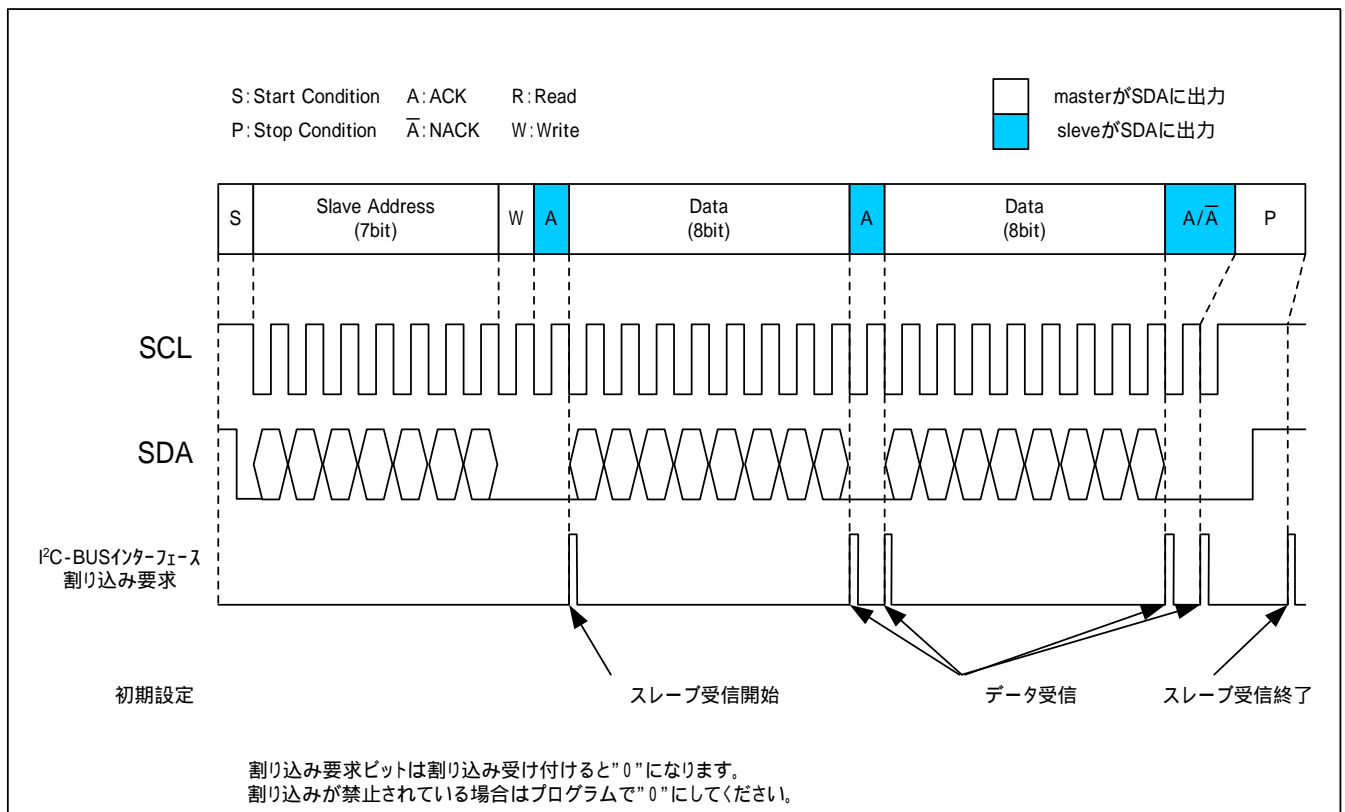 S:Start Condition A:ACK R:Read
P:Stop Condition A̅:NACK W:Write
masterがSDAに出力
sleveがSDAに出力
S Slave Address (7bit) W A Data (8bit) A Data (8bit) A/A̅ P
SCL
SDA
I²C-BUSインターフェース
割り込み要求
初期設定 スレーブ受信開始 データ受信 スレーブ受信終了
割り込み要求ビットは割り込み受け付けると”0”になります。
割り込みが禁止されている場合はプログラムで”0”にしてください。